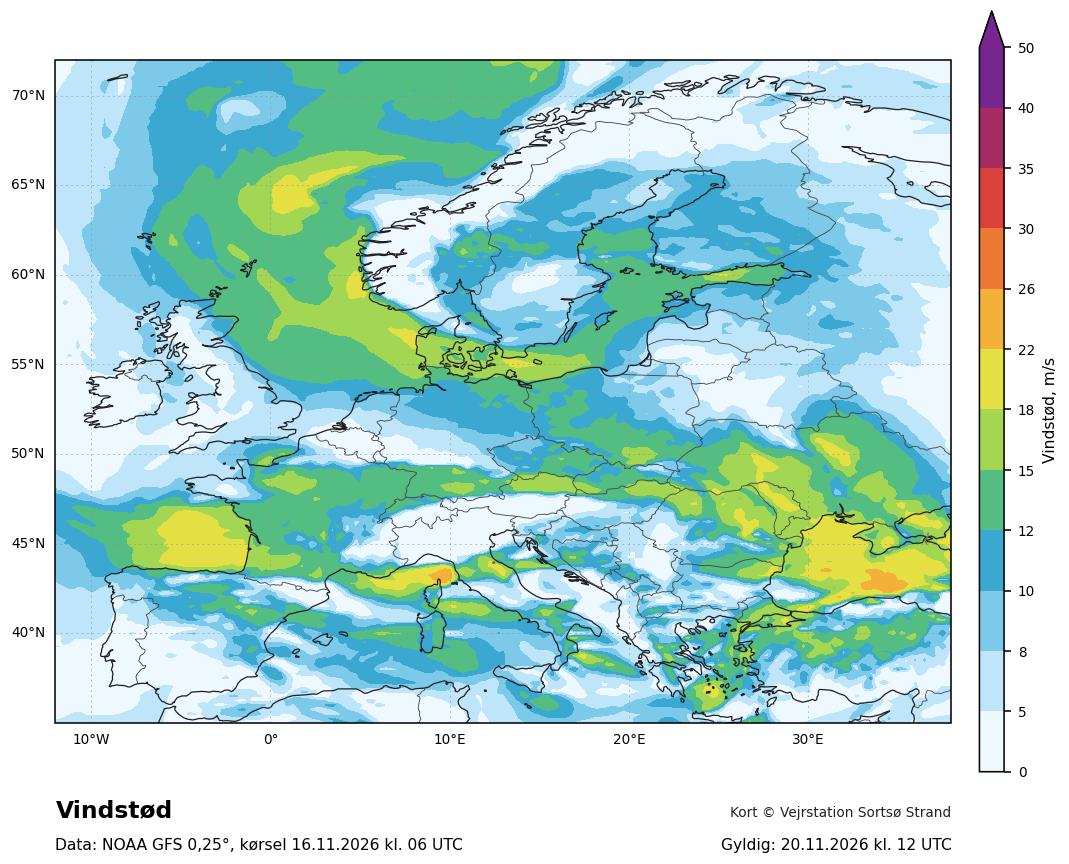 50
40
35
30
26
22
18
15
12
10
8
5
0
Vindstød, m/s
70°N
65°N
60°N
55°N
50°N
45°N
40°N
10°W
0°
10°E
20°E
30°E
Vindstød
Kort © Vejrstation Sortsø Strand
Data: NOAA GFS 0,25°, kørsel 16.11.2026 kl. 06 UTC
Gyldig: 20.11.2026 kl. 12 UTC